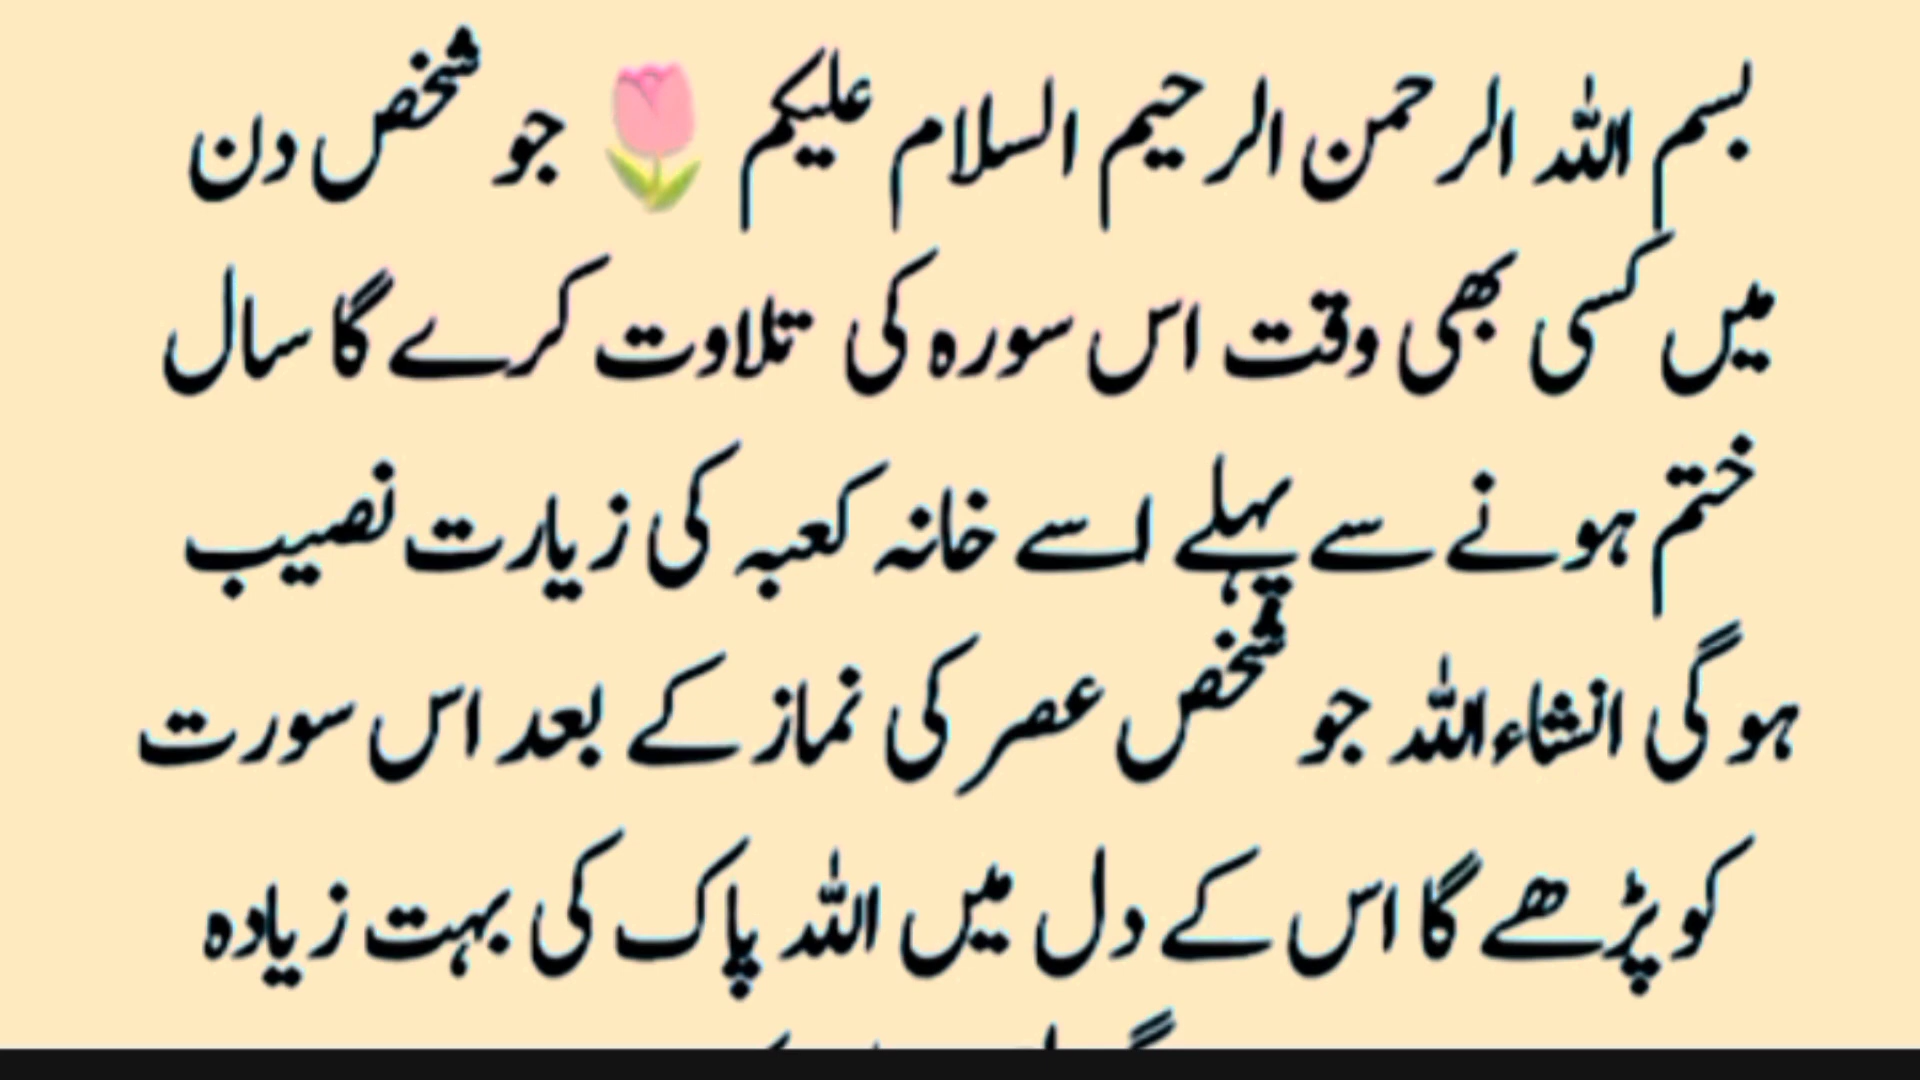 بسم اللہ الرحمن الرحیم السلام علیکم 🌷 جو شخص دن
میں کسی بھی وقت اس سورہ کی تلاوت کرے گا سال
ختم ہونے سے پہلے اسے خانہ کعبہ کی زیارت نصیب
ہوگی انشاءاللہ جو شخص عصر کی نماز کے بعد اس سورت
کو پڑھے گا اس کے دل میں اللہ پاک کی بہت زیادہ